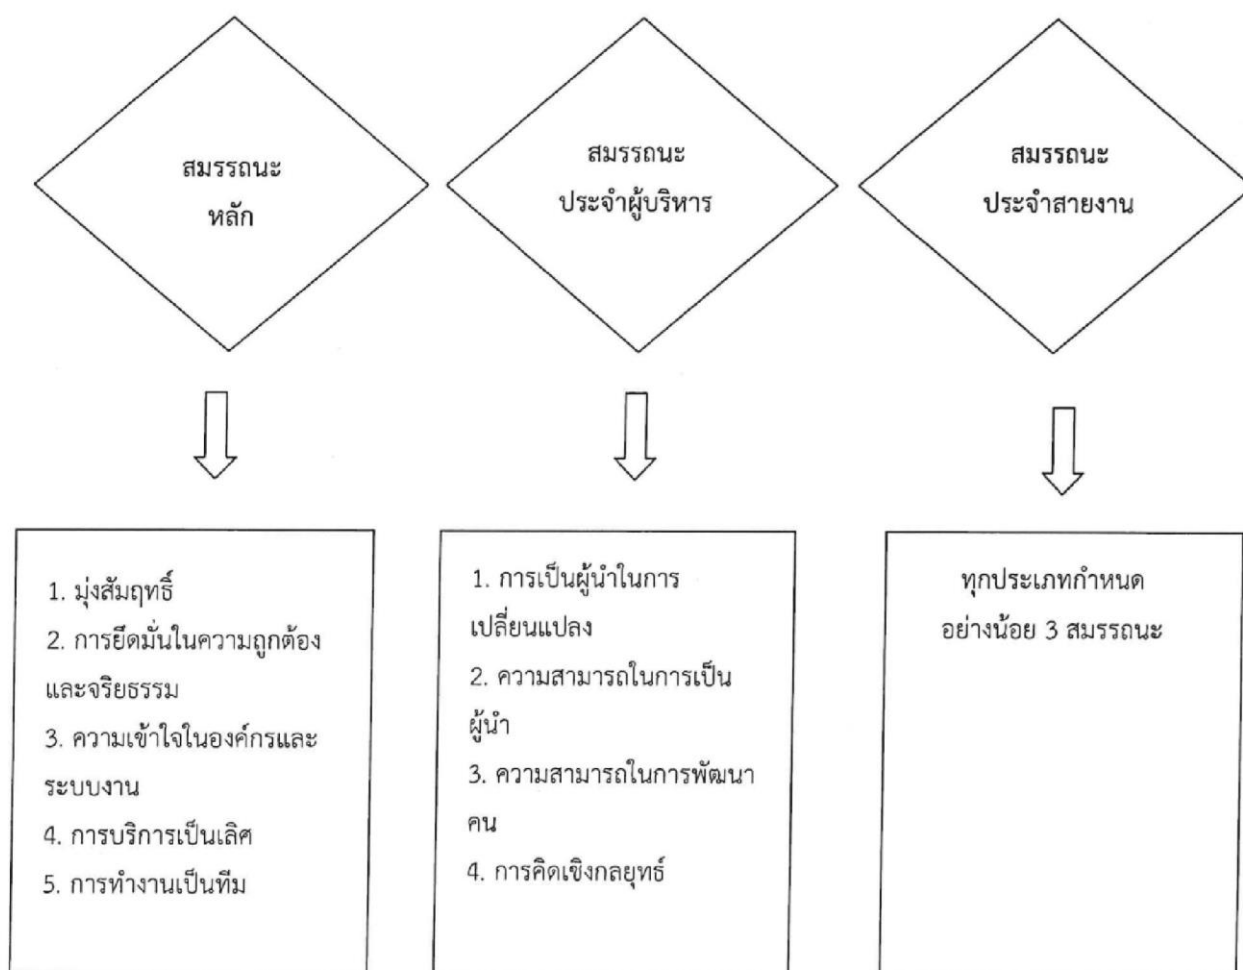 สมรรถนะ
หลัก
สมรรถนะ
ประจำผู้บริหาร
สมรรถนะ
ประจำสายงาน
1. มุ่งสัมฤทธิ์
2. การยึดมั่นในความถูกต้อง
และจริยธรรม
3. ความเข้าใจในองค์กรและ
ระบบงาน
4. การบริการเป็นเลิศ
5. การทำงานเป็นทีม
1. การเป็นผู้นำในการ
เปลี่ยนแปลง
2. ความสามารถในการเป็น
ผู้นำ
3. ความสามารถในการพัฒนา
คน
4. การคิดเชิงกลยุทธ์
ทุกประเภทกำหนด
อย่างน้อย 3 สมรรถนะ